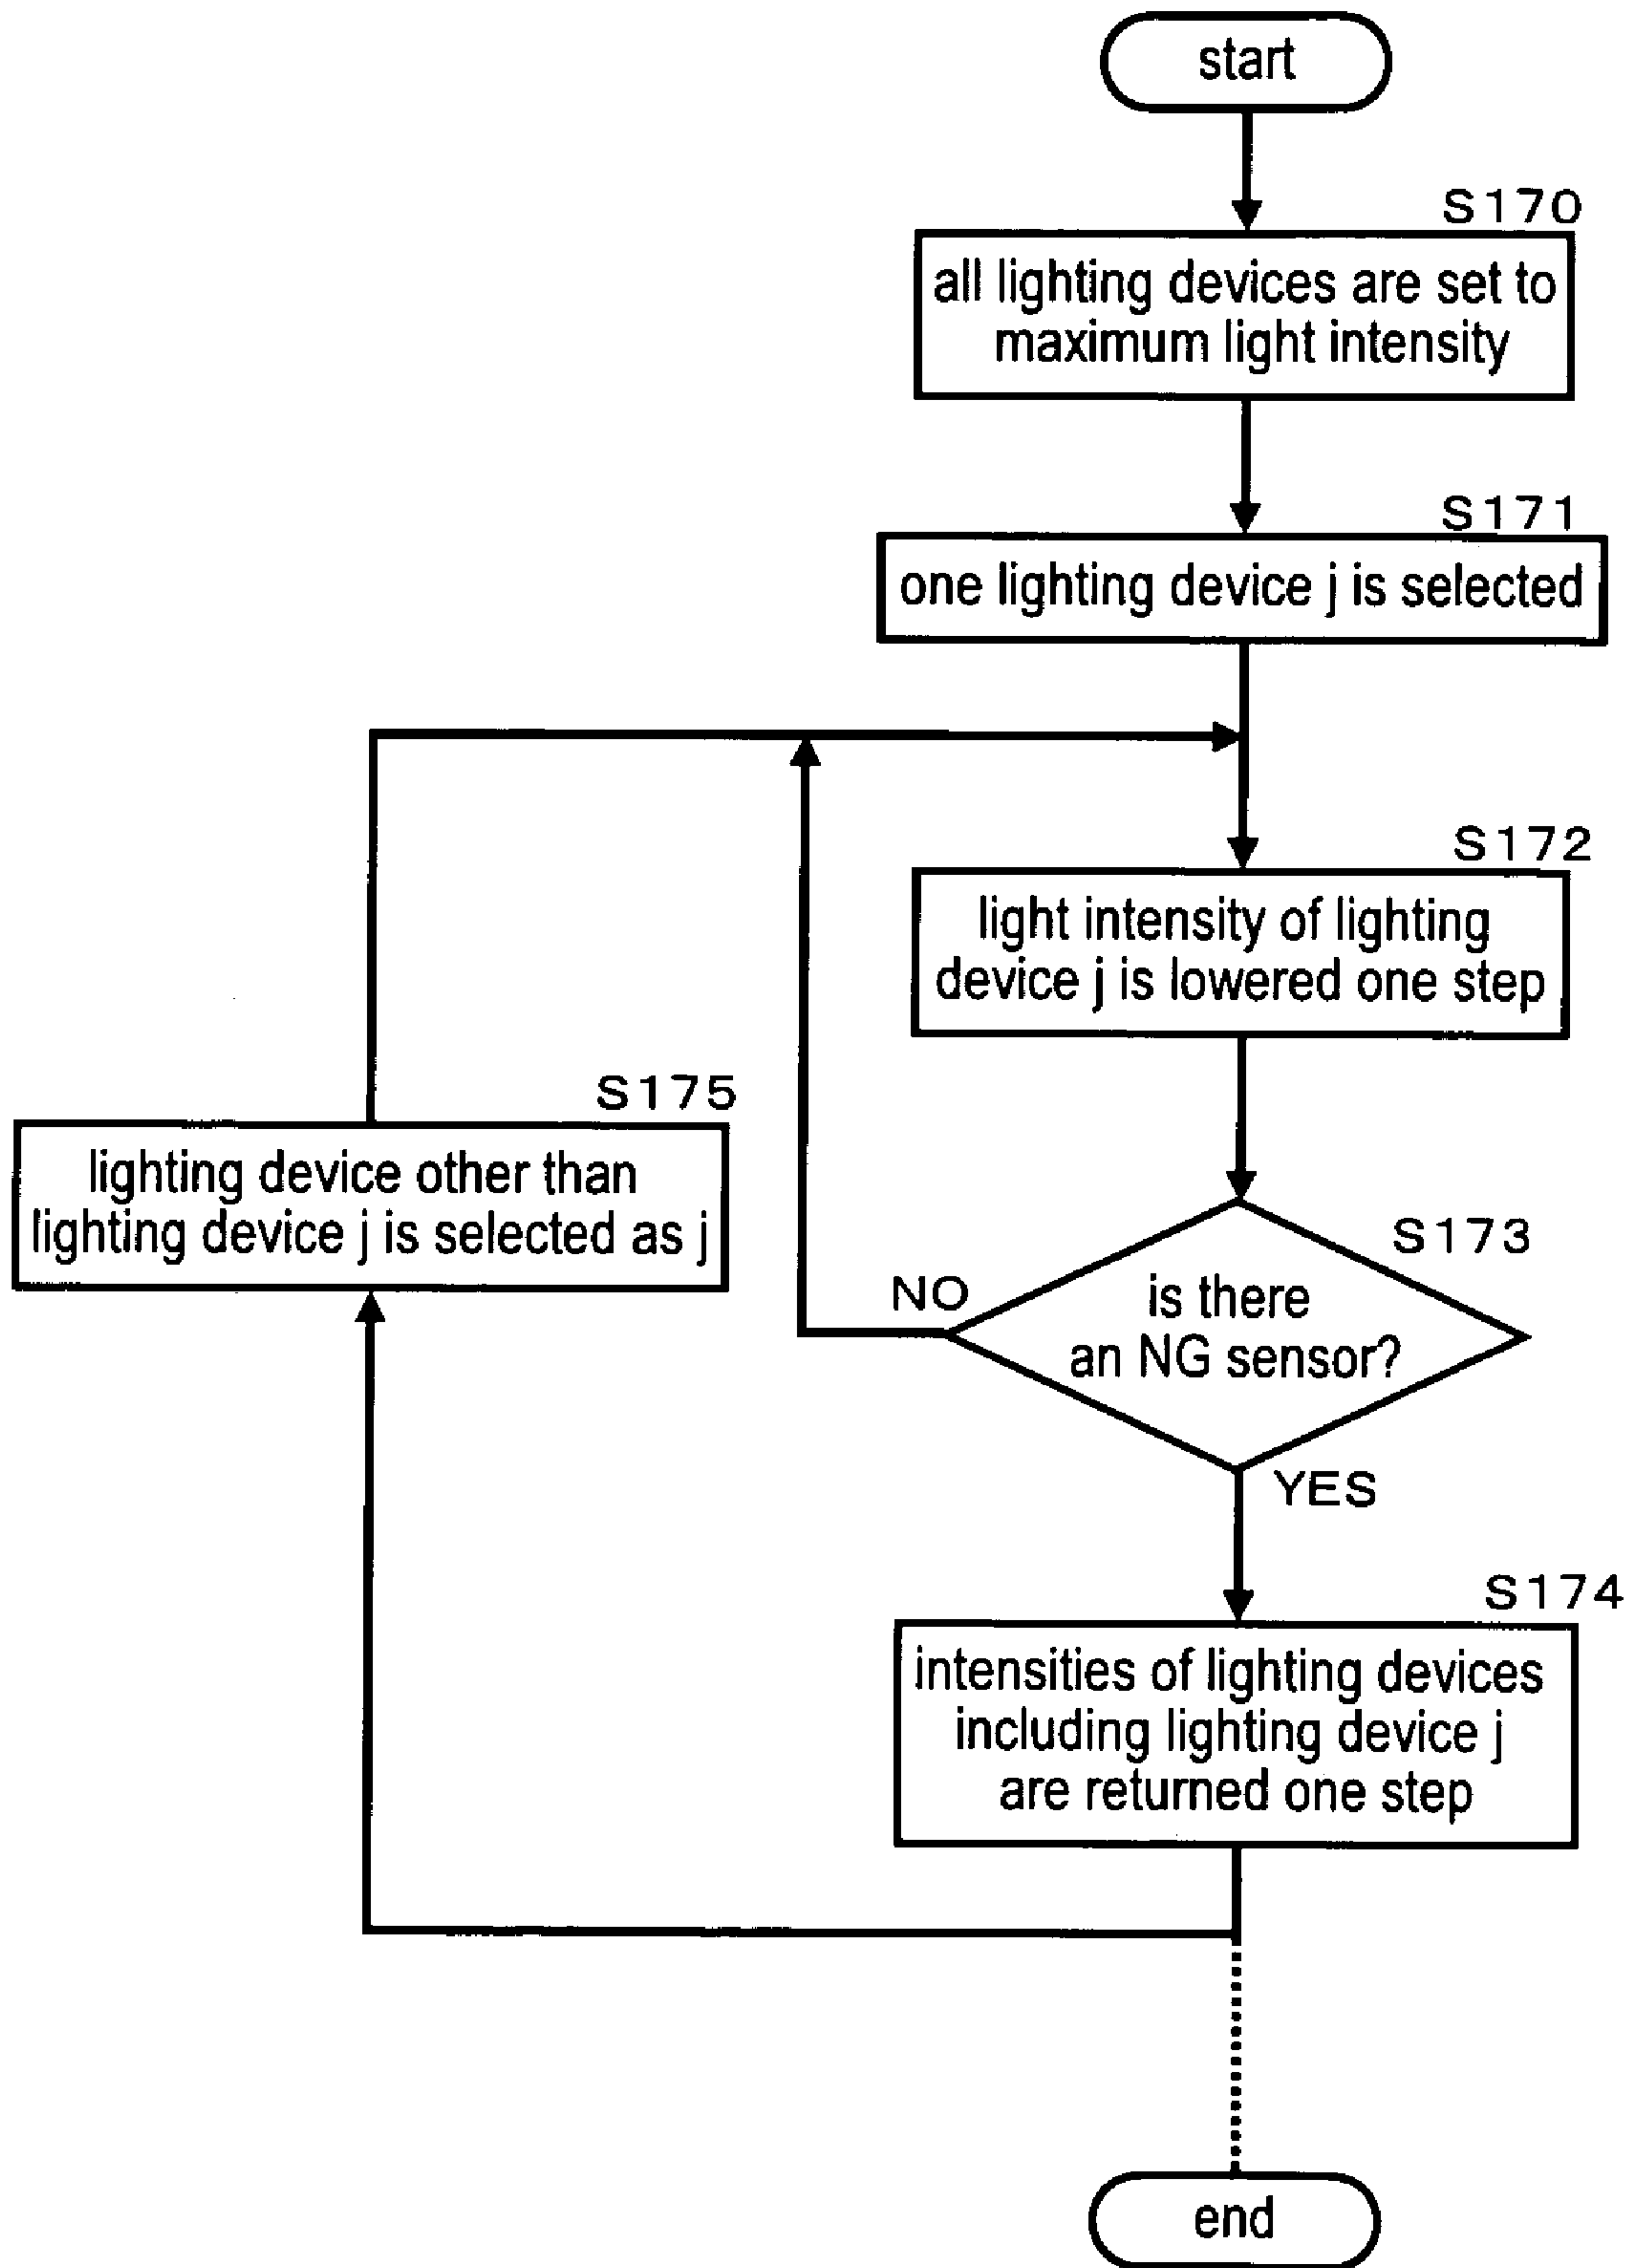 start
S170
all lighting devices are set to
maximum light intensity
S171
one lighting device j is selected
S172
light intensity of lighting
device j is lowered one step
S175
lighting device other than
lighting device j is selected as j
S173
NO
is there
an NG sensor?
YES
S174
intensities of lighting devices
including lighting device j
are returned one step
end